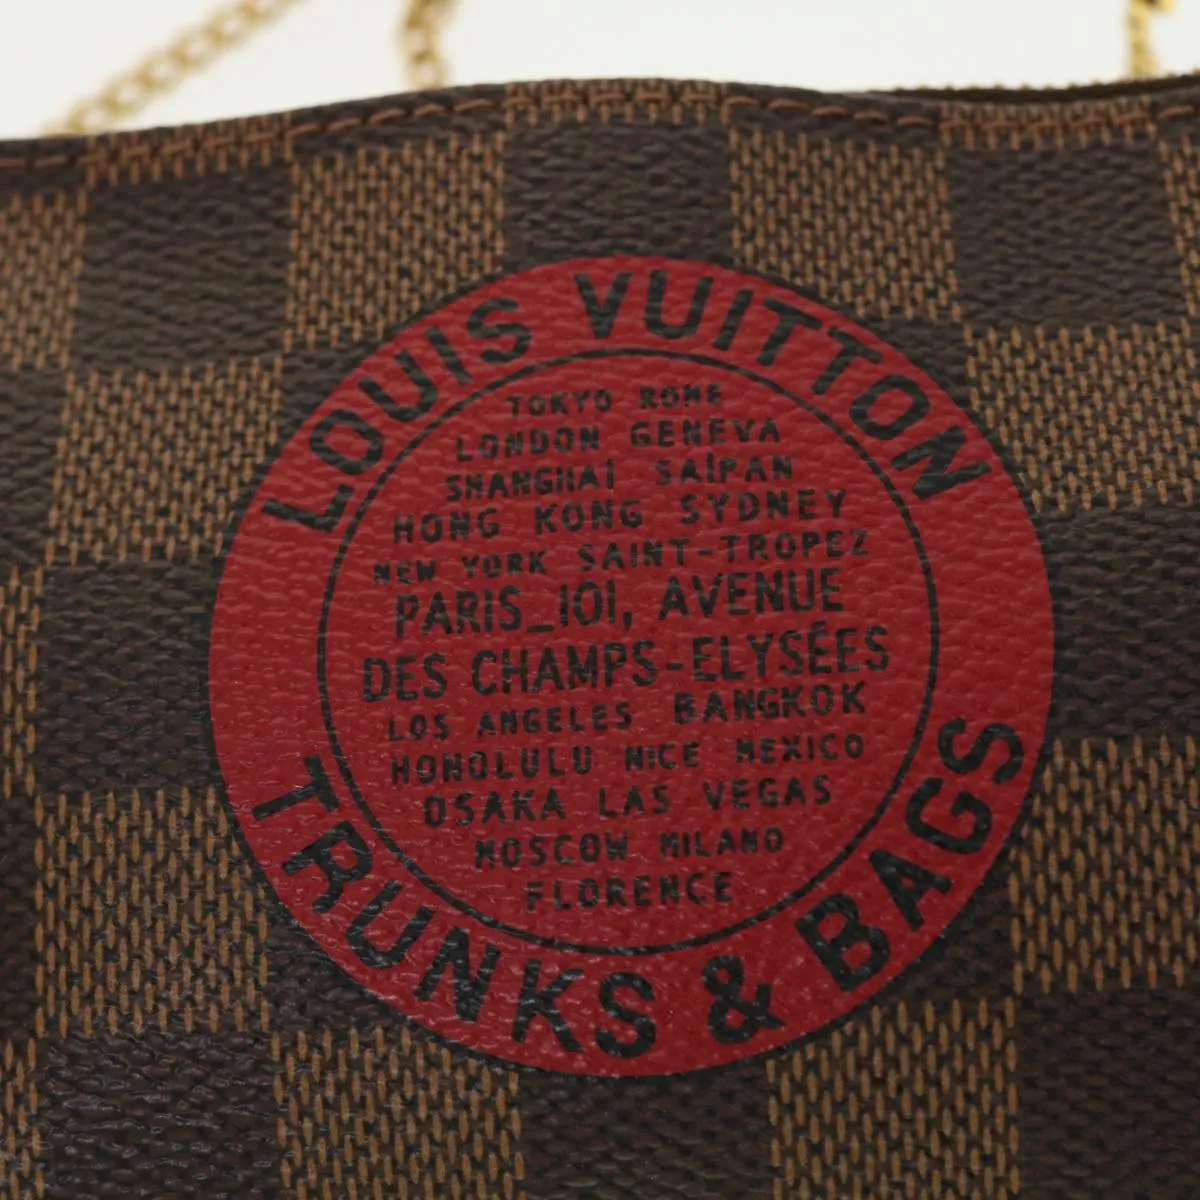 LOUIS VUITTON
TOKYO ROME
LONDON GENEVA
SHANGHAI SAIPAN
HONG KONG SYDNEY
NEW YORK SAINT-TROPEZ
PARIS_101, AVENUE
DES CHAMPS-ELYSÉES
LOS ANGELES BANGKOK
HONOLULU NICE MEXICO
OSAKA LAS VEGAS
MOSCOW MILANO
FLORENCE
TRUNKS & BAGS